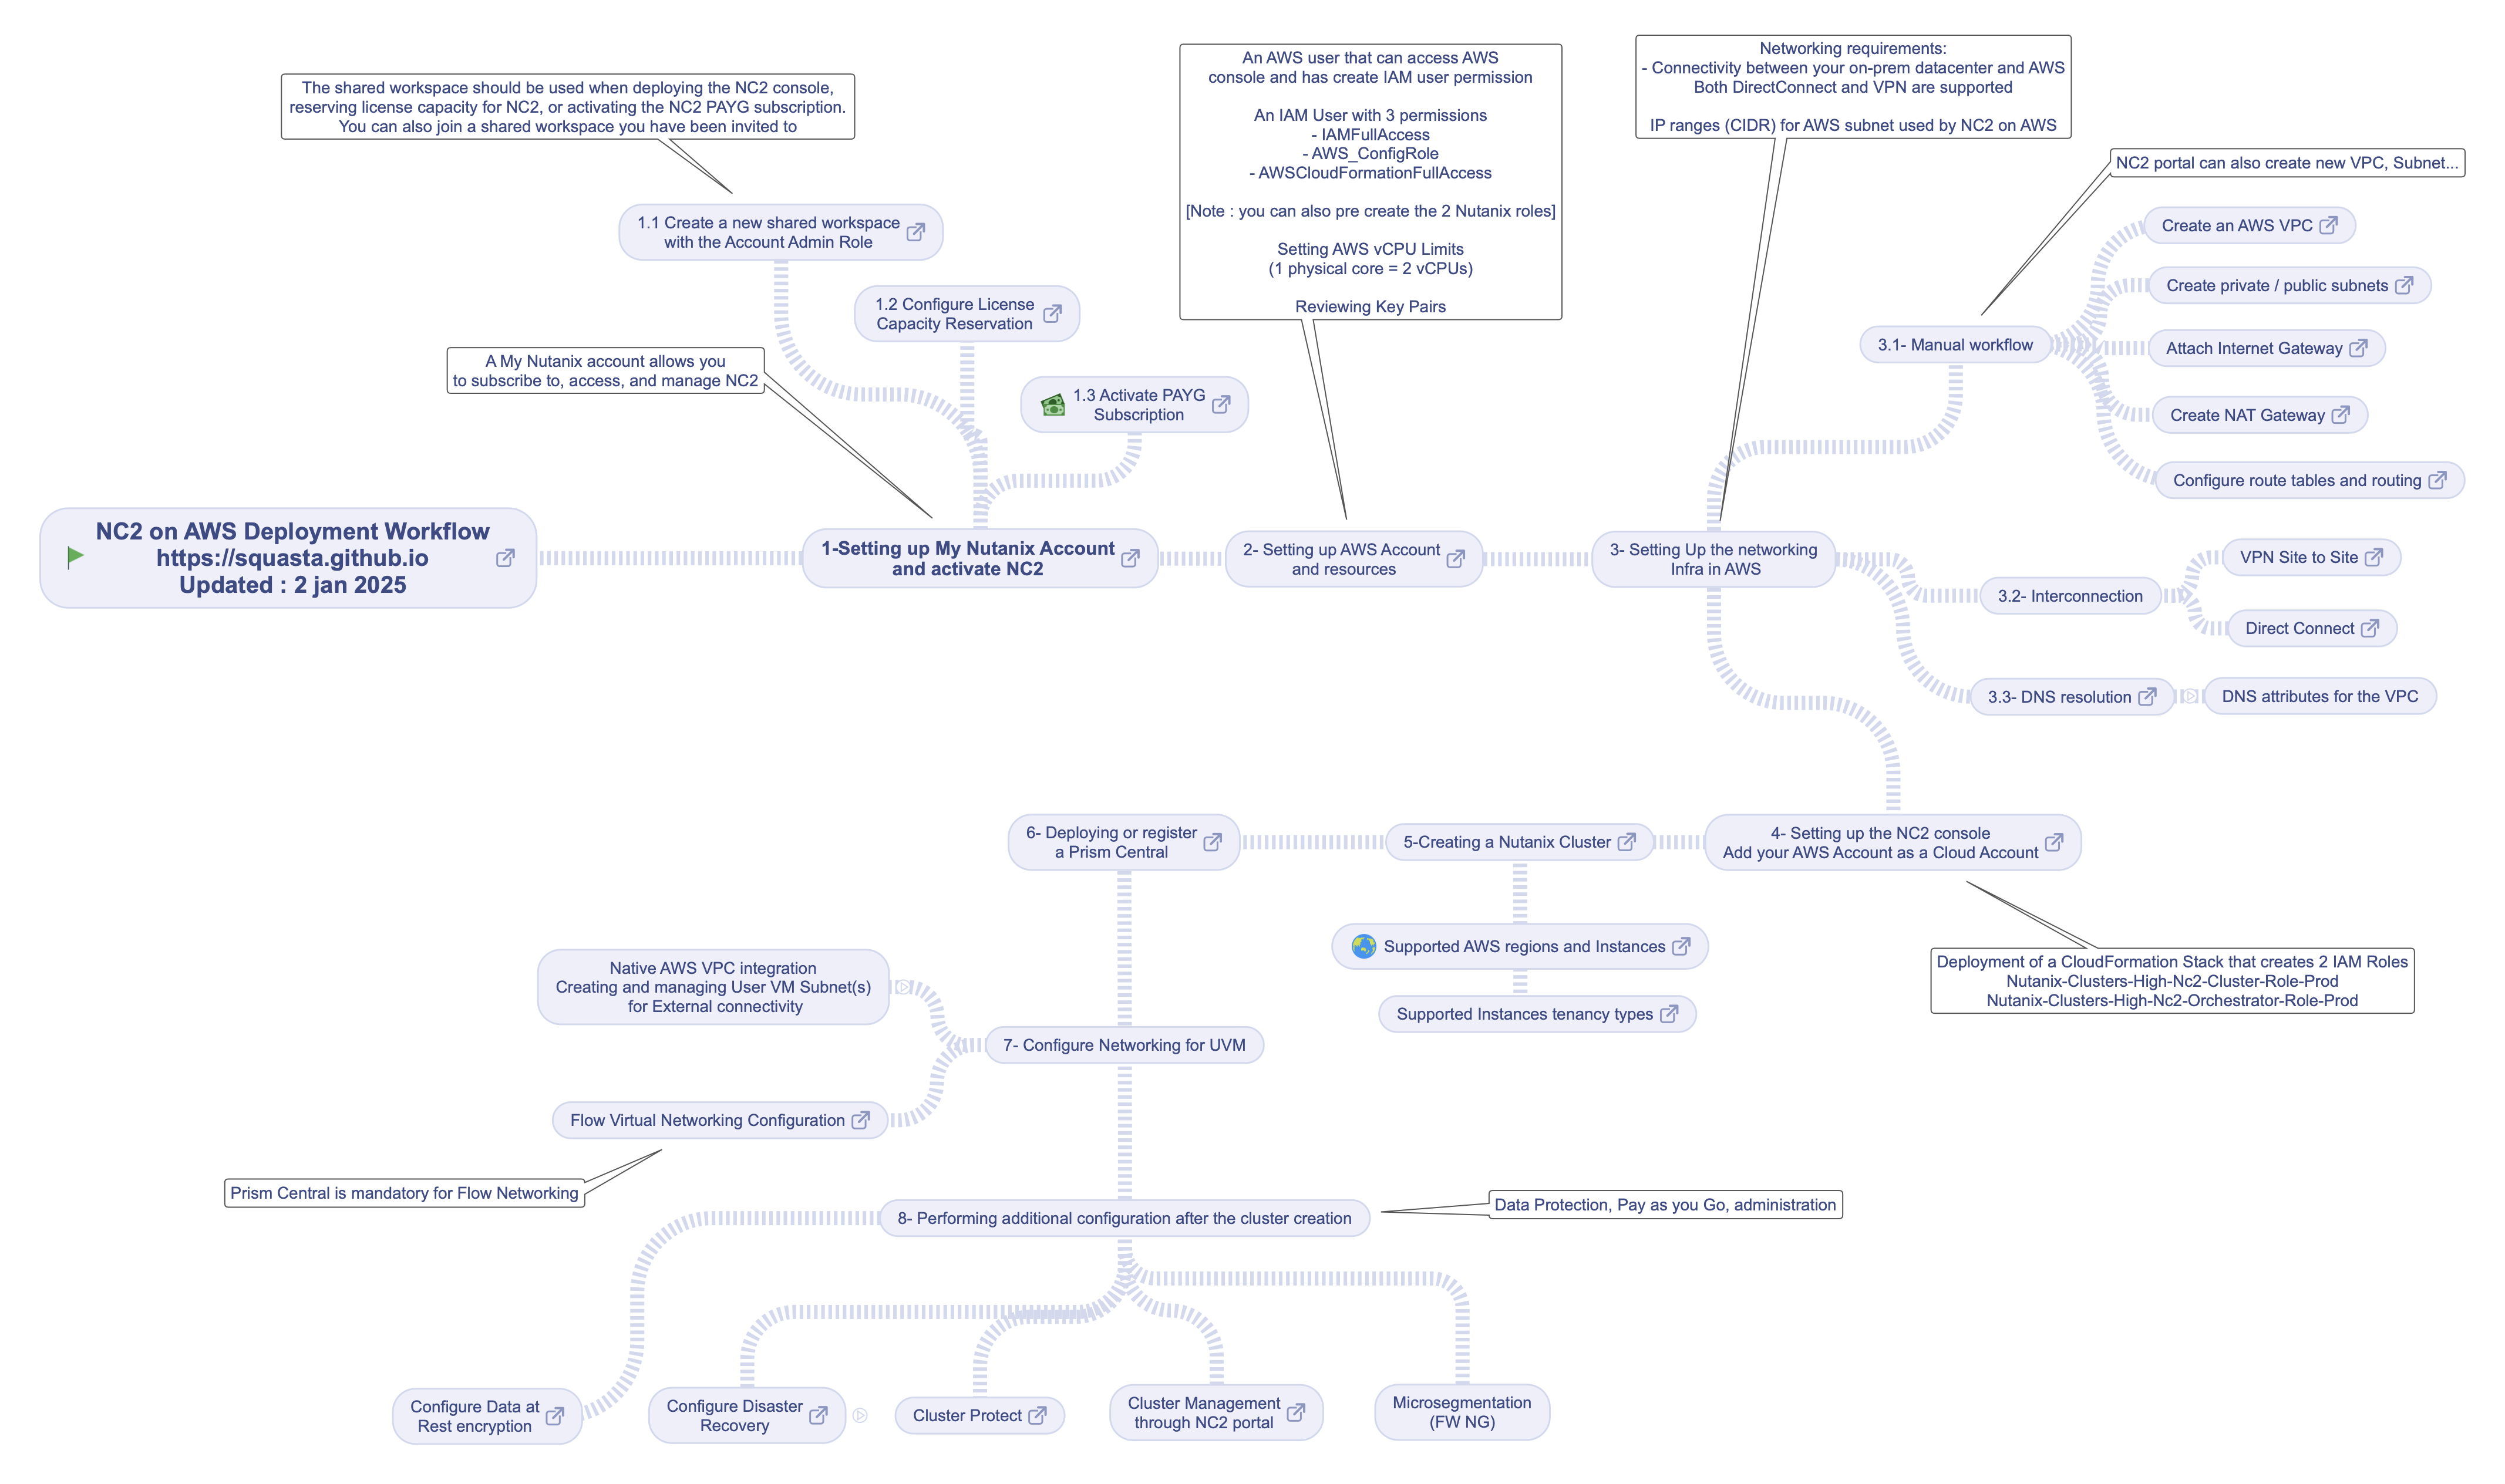 The shared workspace should be used when deploying the NC2 console,
reserving license capacity for NC2, or activating the NC2 PAYG subscription.
You can also join a shared workspace you have been invited to
1.1 Create a new shared workspace
with the Account Admin Role
1.2 Configure License
Capacity Reservation
A My Nutanix account allows you
to subscribe to, access, and manage NC2
1.3 Activate PAYG
Subscription
An AWS user that can access AWS
console and has create IAM user permission
An IAM User with 3 permissions
- IAMFullAccess
- AWS_ConfigRole
- AWSCloudFormationFullAccess
[Note : you can also pre create the 2 Nutanix roles]
Setting AWS vCPU Limits
(1 physical core = 2 vCPUs)
Reviewing Key Pairs
Networking requirements:
- Connectivity between your on-prem datacenter and AWS
Both DirectConnect and VPN are supported
IP ranges (CIDR) for AWS subnet used by NC2 on AWS
NC2 portal can also create new VPC, Subnet...
Create an AWS VPC
Create private / public subnets
3.1- Manual workflow
Attach Internet Gateway
Create NAT Gateway
Configure route tables and routing
NC2 on AWS Deployment Workflow
https://squasta.github.io
Updated : 2 jan 2025
1-Setting up My Nutanix Account
and activate NC2
2- Setting up AWS Account
and resources
3- Setting Up the networking
Infra in AWS
VPN Site to Site
3.2- Interconnection
Direct Connect
3.3- DNS resolution
DNS attributes for the VPC
6- Deploying or register
a Prism Central
5-Creating a Nutanix Cluster
4- Setting up the NC2 console
Add your AWS Account as a Cloud Account
Supported AWS regions and Instances
Supported Instances tenancy types
Deployment of a CloudFormation Stack that creates 2 IAM Roles
Nutanix-Clusters-High-Nc2-Cluster-Role-Prod
Nutanix-Clusters-High-Nc2-Orchestrator-Role-Prod
Native AWS VPC integration
Creating and managing User VM Subnet(s)
for External connectivity
7- Configure Networking for UVM
Flow Virtual Networking Configuration
Prism Central is mandatory for Flow Networking
8- Performing additional configuration after the cluster creation
Data Protection, Pay as you Go, administration
Configure Data at
Rest encryption
Configure Disaster
Recovery
Cluster Protect
Cluster Management
through NC2 portal
Microsegmentation
(FW NG)